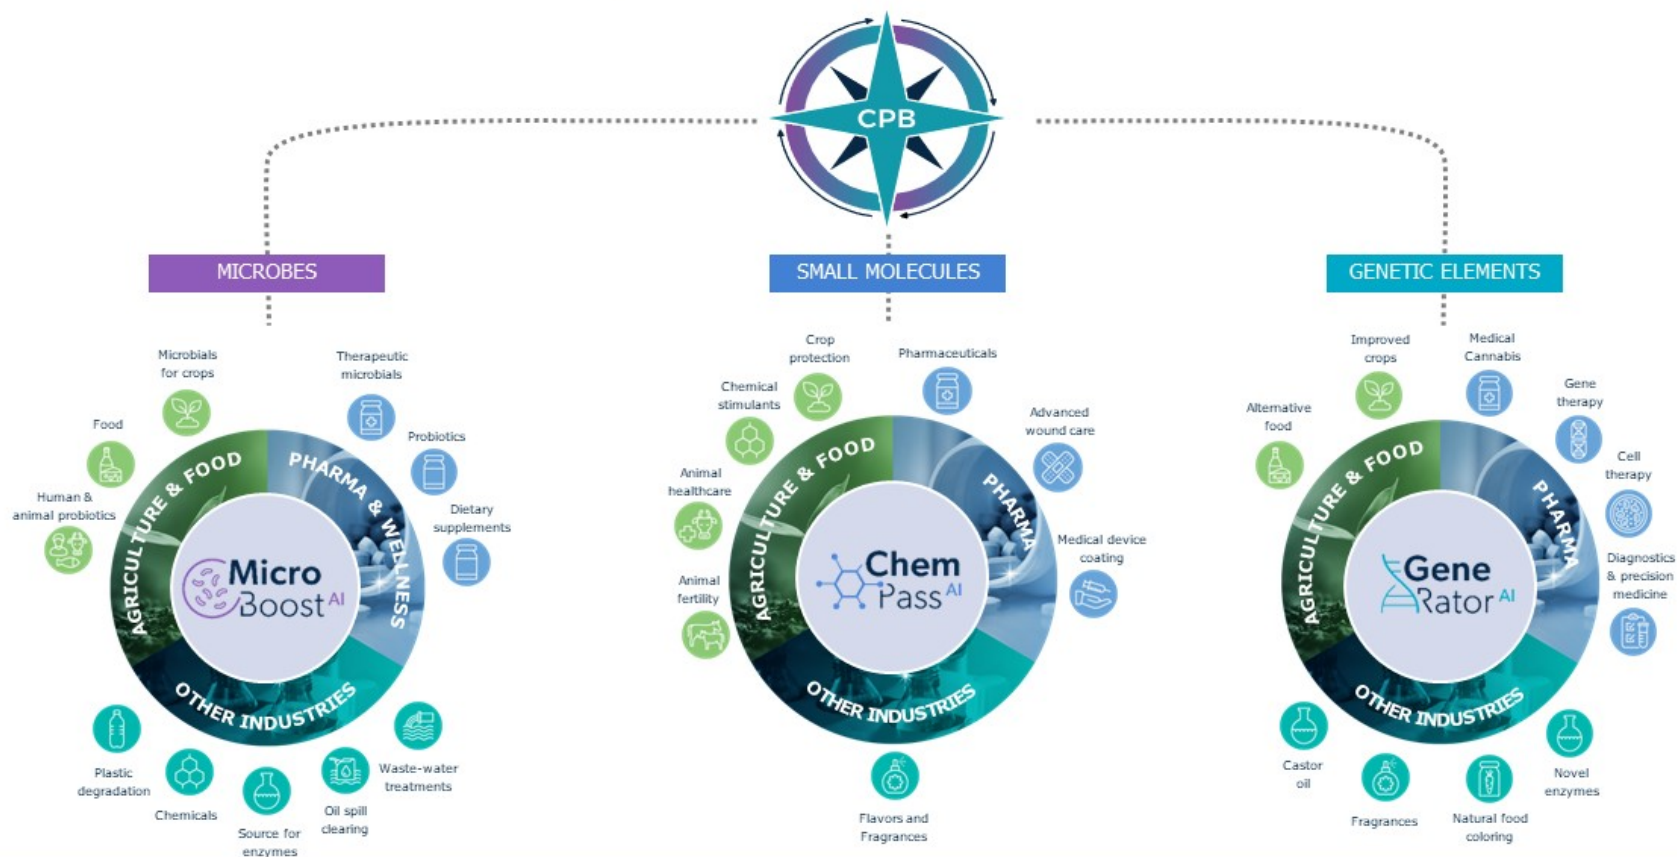 CPB
MICROBES
SMALL MOLECULES
GENETIC ELEMENTS
Microbials
for crops
Therapeutic
microbials
Food
Probiotics
Human &
animal probiotics
Dietary
supplements
AGRICULTURE & FOOD
PHARMA & WELLNESS
OTHER INDUSTRIES
Micro
Boost AI
Plastic
degradation
Chemicals
Source for
enzymes
Oil spill
clearing
Waste-water
treatments
Crop
protection
Pharmaceuticals
Chemical
stimulants
Advanced
wound care
Animal
healthcare
Medical device
coating
Animal
fertility
AGRICULTURE & FOOD
PHARMA
OTHER INDUSTRIES
Chem
Pass AI
Flavors and
Fragrances
Improved
crops
Medical
Cannabis
Alternative
food
Gene
therapy
Cell
therapy
Diagnostics
& precision
medicine
AGRICULTURE & FOOD
PHARMA
OTHER INDUSTRIES
Gene
Rator AI
Castor
oil
Fragrances
Natural food
coloring
Novel
enzymes